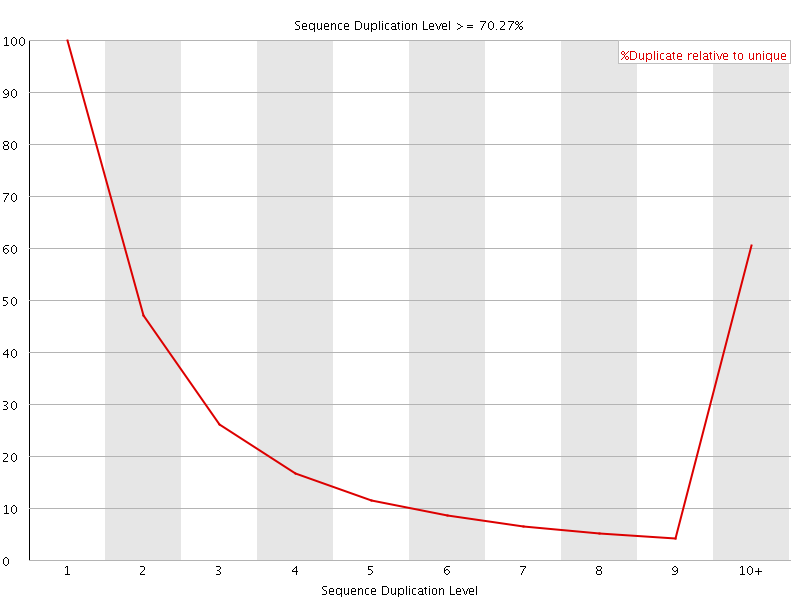 Sequence Duplication Level >= 70.27%
%Duplicate relative to unique
100
90
80
70
60
50
40
30
20
10
0
1 2 3 4 5 6 7 8 9 10+
Sequence Duplication Level